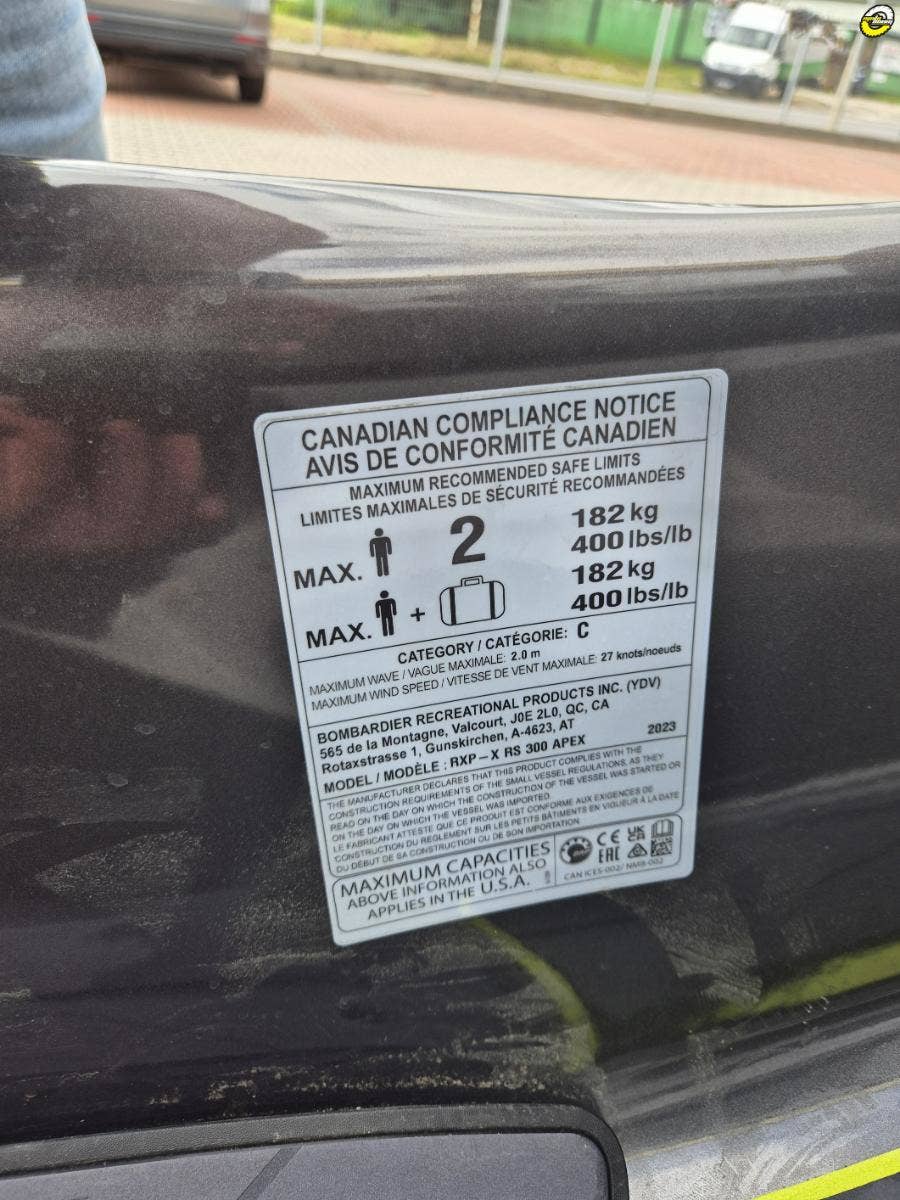 CANADIAN COMPLIANCE NOTICE
AVIS DE CONFORMITÉ CANADIEN
MAXIMUM RECOMMENDED SAFE LIMITS
LIMITES MAXIMALES DE SÉCURITÉ RECOMMANDÉES
MAX. 2 182 kg
400 lbs/lb
MAX. + 182 kg
400 lbs/lb
CATEGORY / CATÉGORIE: C
MAXIMUM WAVE / VAGUE MAXIMALE: 2.0 m
MAXIMUM WIND SPEED / VITESSE DE VENT MAXIMALE: 27 knots/noeuds
BOMBARDIER RECREATIONAL PRODUCTS INC. (YDV)
565 de la Montagne, Valcourt, J0E 2L0, QC, CA
Rotaxstrasse 1, Gunskirchen, A-4623, AT
MODEL / MODÈLE : RXP-X RS 300 APEX 2023
THE MANUFACTURER DECLARES THAT THIS PRODUCT COMPLIES WITH THE
CONSTRUCTION REQUIREMENTS OF THE SMALL VESSEL REGULATIONS, AS THEY
READ ON THE DAY ON WHICH THE CONSTRUCTION OF THE VESSEL WAS STARTED OR
ON THE DAY ON WHICH THE VESSEL WAS IMPORTED.
LE FABRICANT ATTESTE QUE CE PRODUIT EST CONFORME AUX EXIGENCES DE
CONSTRUCTION DU RÈGLEMENT SUR LES PETITS BÂTIMENTS EN VIGUEUR À LA DATE
DU DÉBUT DE SA CONSTRUCTION OU DE SON IMPORTATION.
MAXIMUM CAPACITIES
ABOVE INFORMATION ALSO
APPLIES IN THE U.S.A.
CE UKCA
EAC
CAN ICES-002/ NMB-002